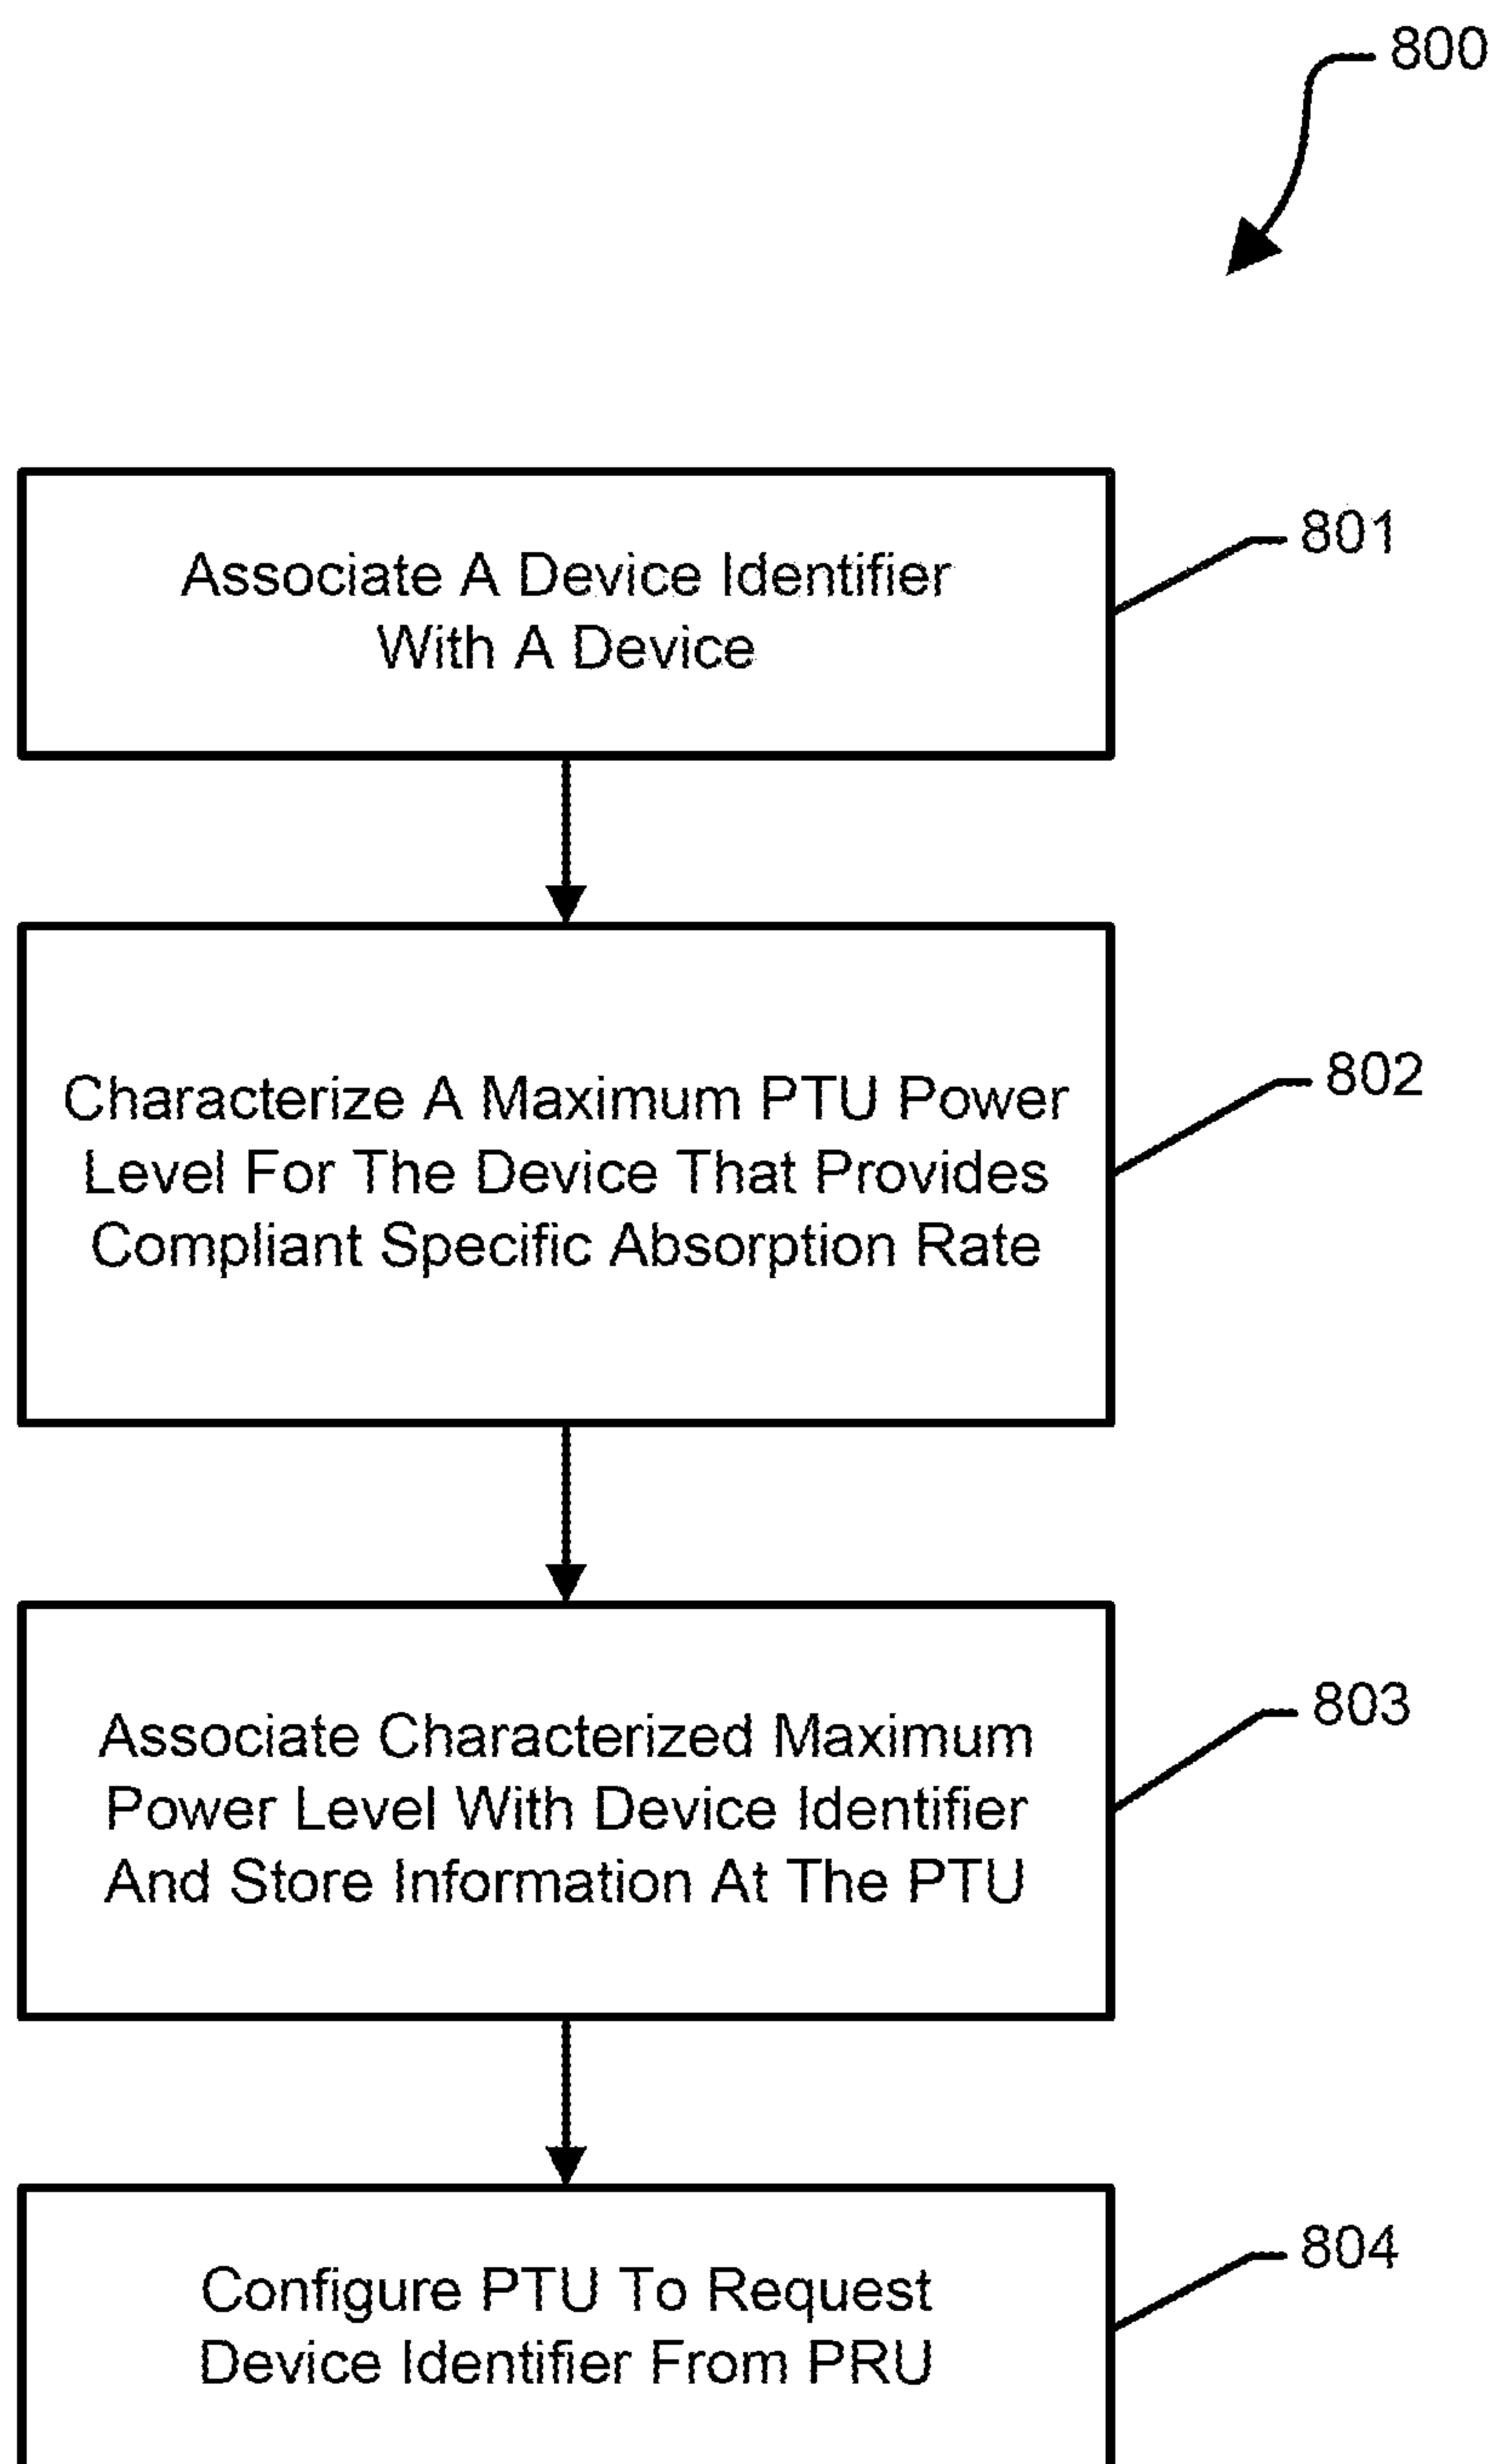 800
Associate A Device Identifier
With A Device
801
Characterize A Maximum PTU Power
Level For The Device That Provides
Compliant Specific Absorption Rate
802
Associate Characterized Maximum
Power Level With Device Identifier
And Store Information At The PTU
803
Configure PTU To Request
Device Identifier From PRU
804